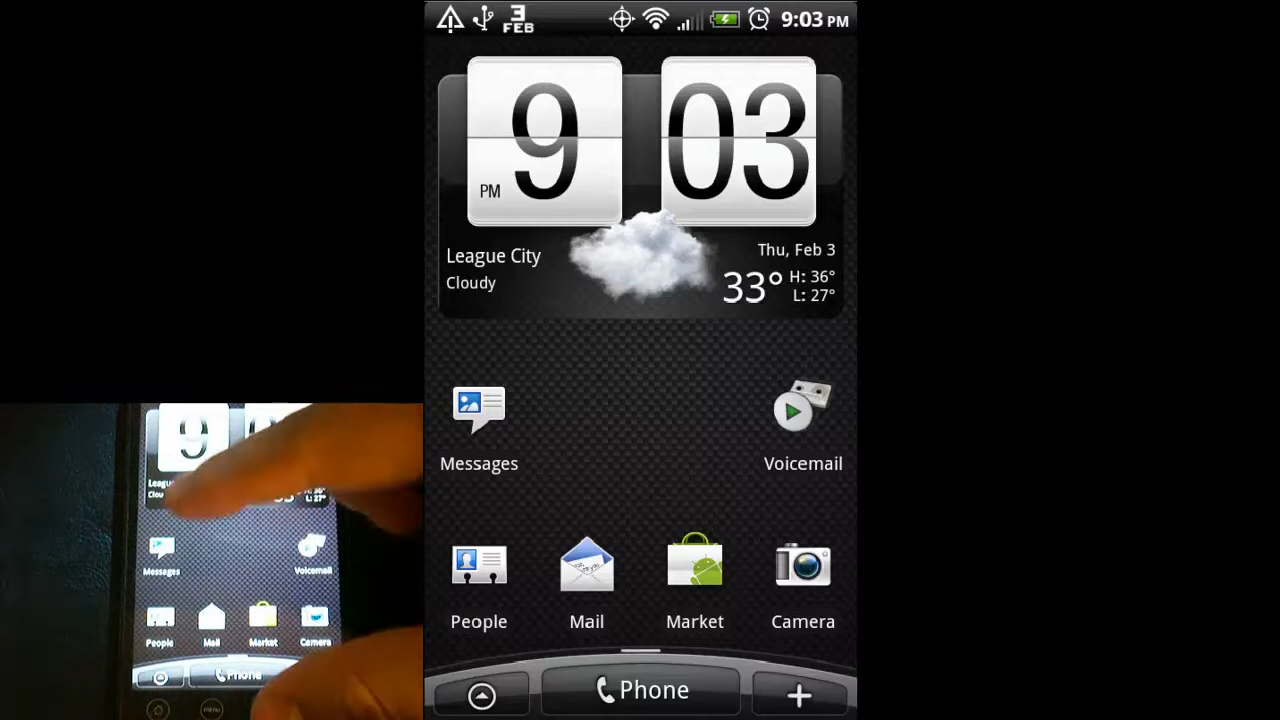 3
FEB
9:03 PM
PM 9 03
League City
Cloudy
Thu, Feb 3
33° H: 36°
L: 27°
Messages
Voicemail
People
Mail
Market
Camera
Phone
9
Messages
Voicemail
People
Mail
Market
Camera
Phone
MENU